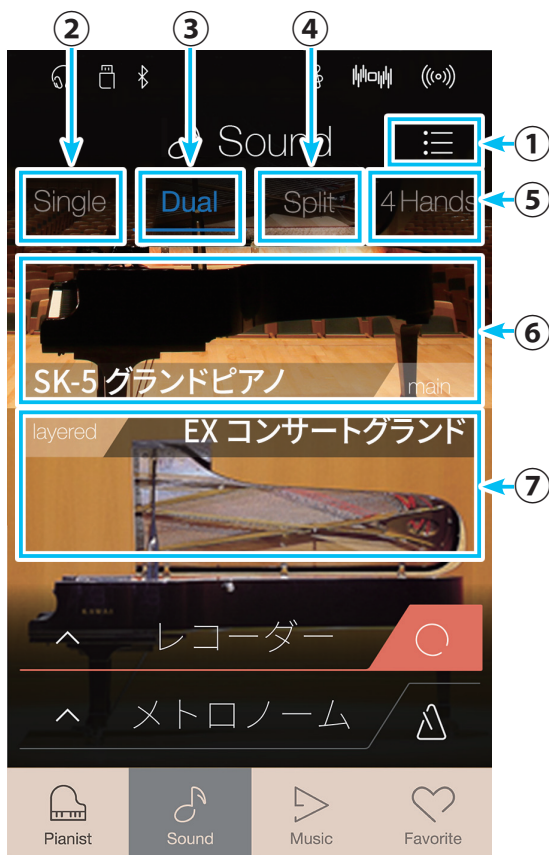 ② ③ ④
Sound
①
Single Dual Split 4 Hands
⑤
⑥
SK-5 グランドピアノ main
layered EX コンサートグランド
⑦
KAWAI
レコーダー
メトロノーム
Pianist Sound Music Favorite